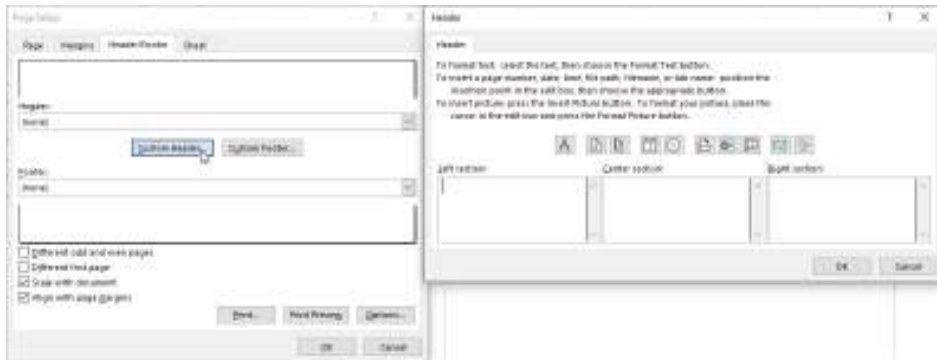 Page Setup
? X
Page Margins Header/Footer Sheet
Header:
(none)
Custom Header... Custom Footer...
Footer:
(none)
Different odd and even pages
Different first page
Scale with document
Align with page margins
Print... Print Preview Options...
OK Cancel
Header
? X
Header
To format text: select the text, then choose the Format Text button.
To insert a page number, date, time, file path, filename, or tab name: position the
insertion point in the edit box, then choose the appropriate button.
To insert picture: press the Insert Picture button. To format your picture, place the
cursor in the edit box and press the Format Picture button.
A
Left section: Center section: Right section:
OK Cancel